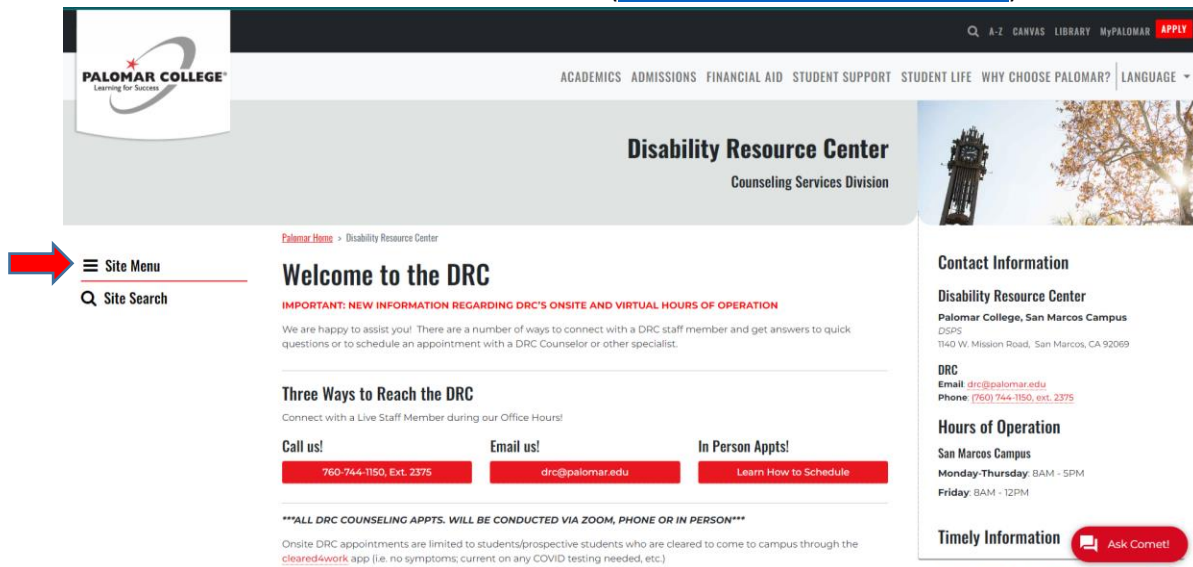 A-Z CANVAS LIBRARY MyPALOMAR APPLY
PALOMAR COLLEGE®
Learning for Success
ACADEMICS ADMISSIONS FINANCIAL AID STUDENT SUPPORT STUDENT LIFE WHY CHOOSE PALOMAR? LANGUAGE
Disability Resource Center
Counseling Services Division
Site Menu
Site Search
Palomar Home > Disability Resource Center
Welcome to the DRC
IMPORTANT: NEW INFORMATION REGARDING DRC'S ONSITE AND VIRTUAL HOURS OF OPERATION
We are happy to assist you! There are a number of ways to connect with a DRC staff member and get answers to quick
questions or to schedule an appointment with a DRC Counselor or other specialist.
Three Ways to Reach the DRC
Connect with a Live Staff Member during our Office Hours!
Call us!
760-744-1150, Ext. 2375
Email us!
drc@palomar.edu
In Person Appts!
Learn How to Schedule
***ALL DRC COUNSELING APPTS. WILL BE CONDUCTED VIA ZOOM, PHONE OR IN PERSON***
Onsite DRC appointments are limited to students/prospective students who are cleared to come to campus through the
cleared4work app (i.e. no symptoms; current on any COVID testing needed, etc.)
Contact Information
Disability Resource Center
Palomar College, San Marcos Campus
DSPS
1140 W. Mission Road, San Marcos, CA 92069
DRC
Email: drc@palomar.edu
Phone: (760) 744-1150, ext. 2375
Hours of Operation
San Marcos Campus
Monday-Thursday: 8AM - 5PM
Friday: 8AM - 12PM
Timely Information
Ask Comet!